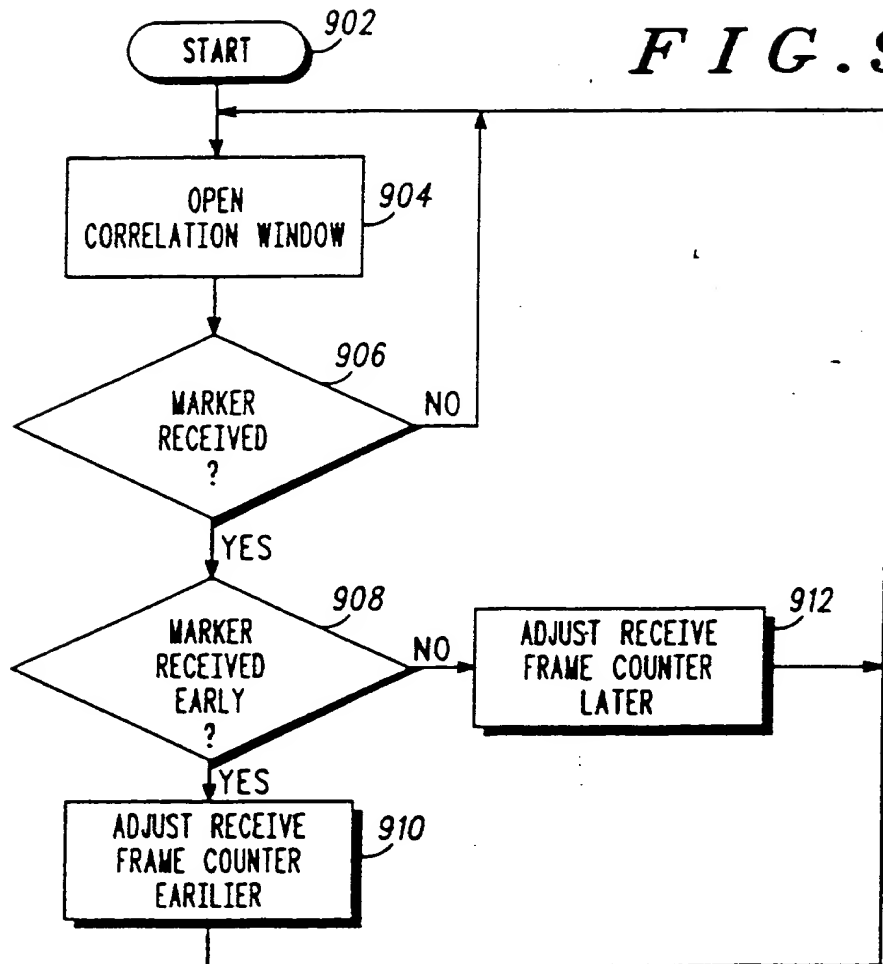 902
START
FIG.9
OPEN
CORRELATION WINDOW
904
906
MARKER
RECEIVED
?
NO
YES
908
MARKER
RECEIVED
EARLY
?
NO
ADJUST RECEIVE
FRAME COUNTER
LATER
912
YES
ADJUST RECEIVE
FRAME COUNTER
EARILIER
910